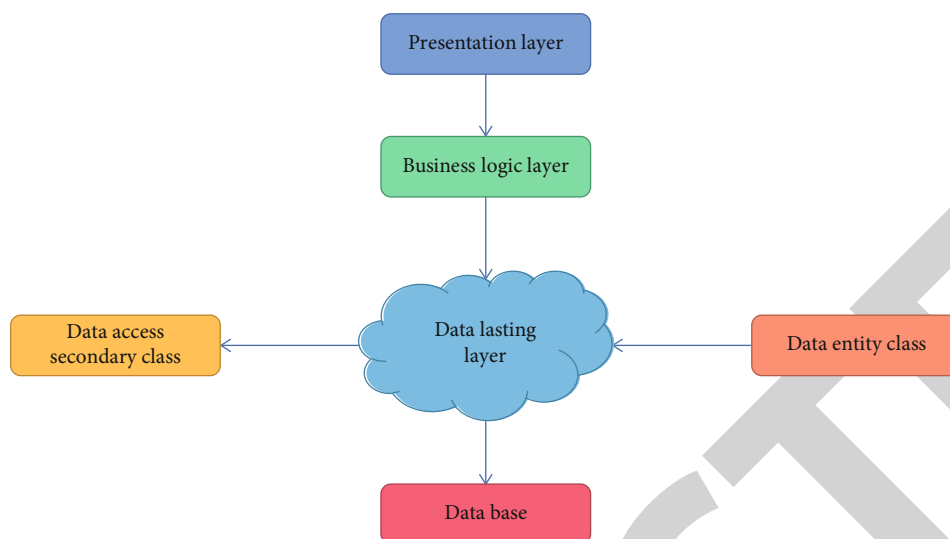 Presentation layer
Business logic layer
Data access
secondary class
Data lasting
layer
Data entity class
Data base